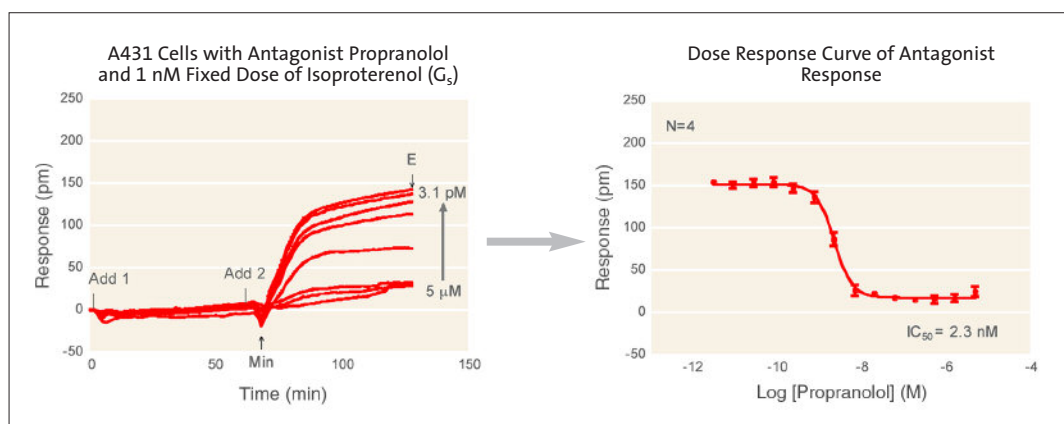 A431 Cells with Antagonist Propranolol
and 1 nM Fixed Dose of Isoproterenol (Gₛ)
250
200
150
100
50
0
-50
Response (pm)
Add 1
Add 2
Min
E
3.1 pM
5 µM
0
50
100
150
Time (min)
Dose Response Curve of Antagonist
Response
250
200
150
100
50
0
-50
Response (pm)
N=4
IC₅₀= 2.3 nM
-12
-10
-8
-6
-4
Log [Propranolol] (M)